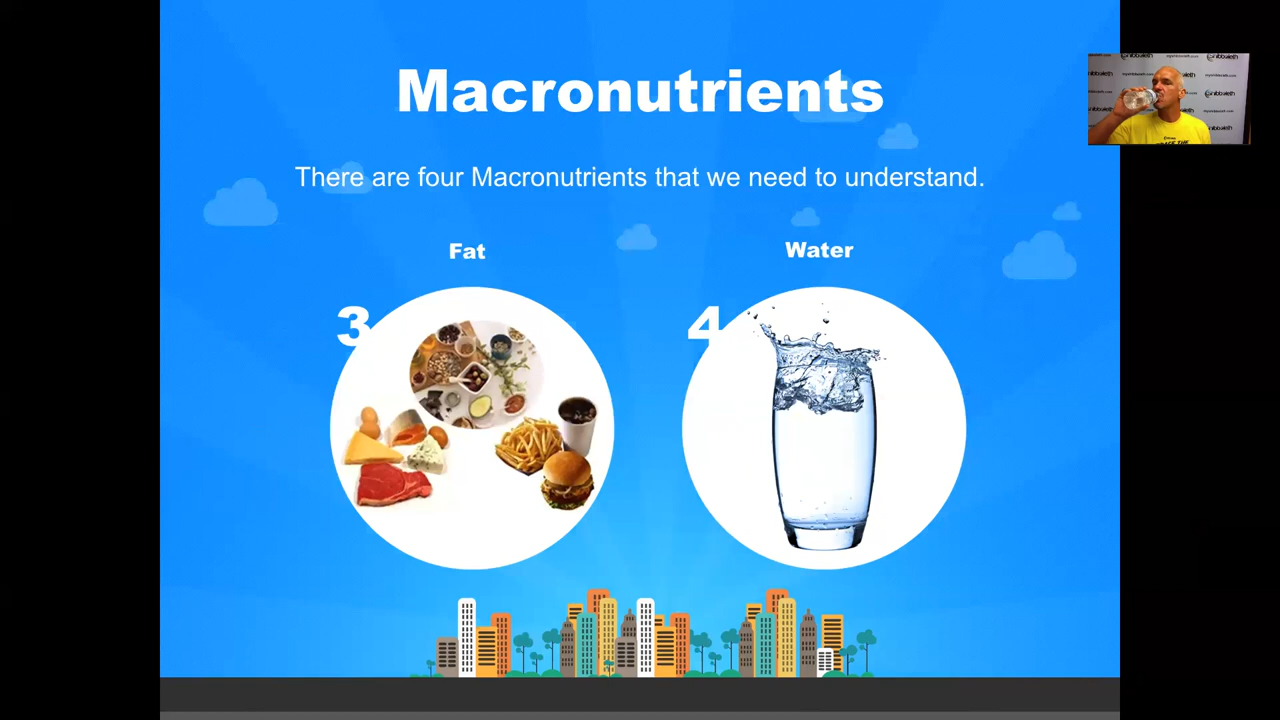 Macronutrients
There are four Macronutrients that we need to understand.
Fat
Water
3
4